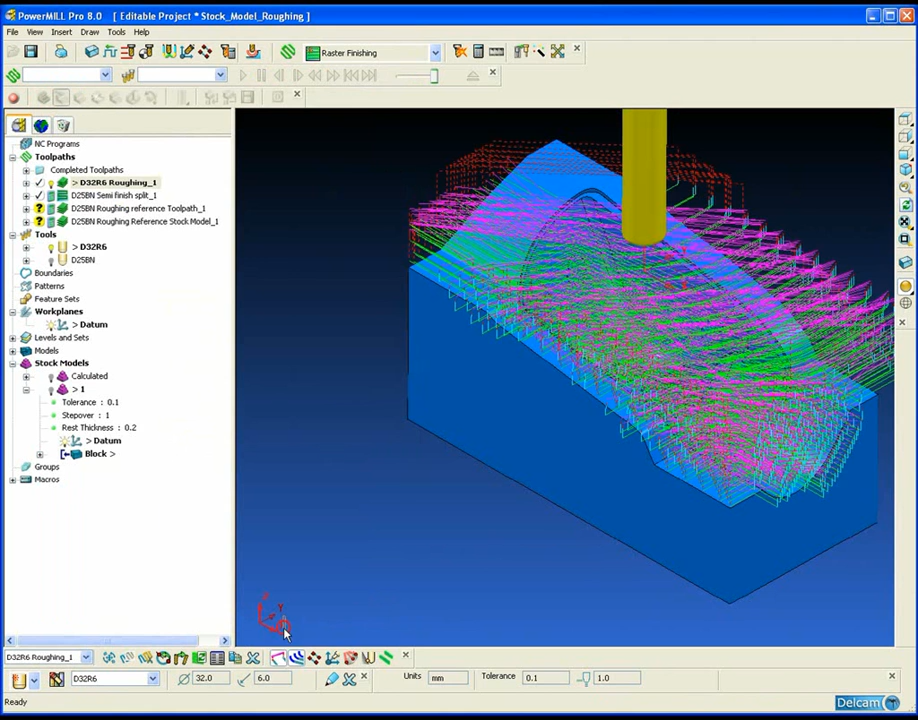 PowerMILL Pro 8.0    [ Editable Project * Stock_Model_Roughing ]
File View Insert Draw Tools Help
Raster Finishing
NC Programs
Toolpaths
Completed Toolpaths
> D32R6 Roughing_1
D25BN Semi finish split_1
D25BN Roughing reference Toolpath_1
D25BN Roughing Reference Stock Model_1
Tools
> D32R6
D25BN
Boundaries
Patterns
Feature Sets
Workplanes
> Datum
Levels and Sets
Models
Stock Models
Calculated
> 1
Tolerance : 0.1
Stepover : 1
Rest Thickness : 0.2
> Datum
Block >
Groups
Macros
Y
D32R6 Roughing_1
D32R6 32.0 6.0 Units mm Tolerance 0.1 1.0
Ready
Delcam